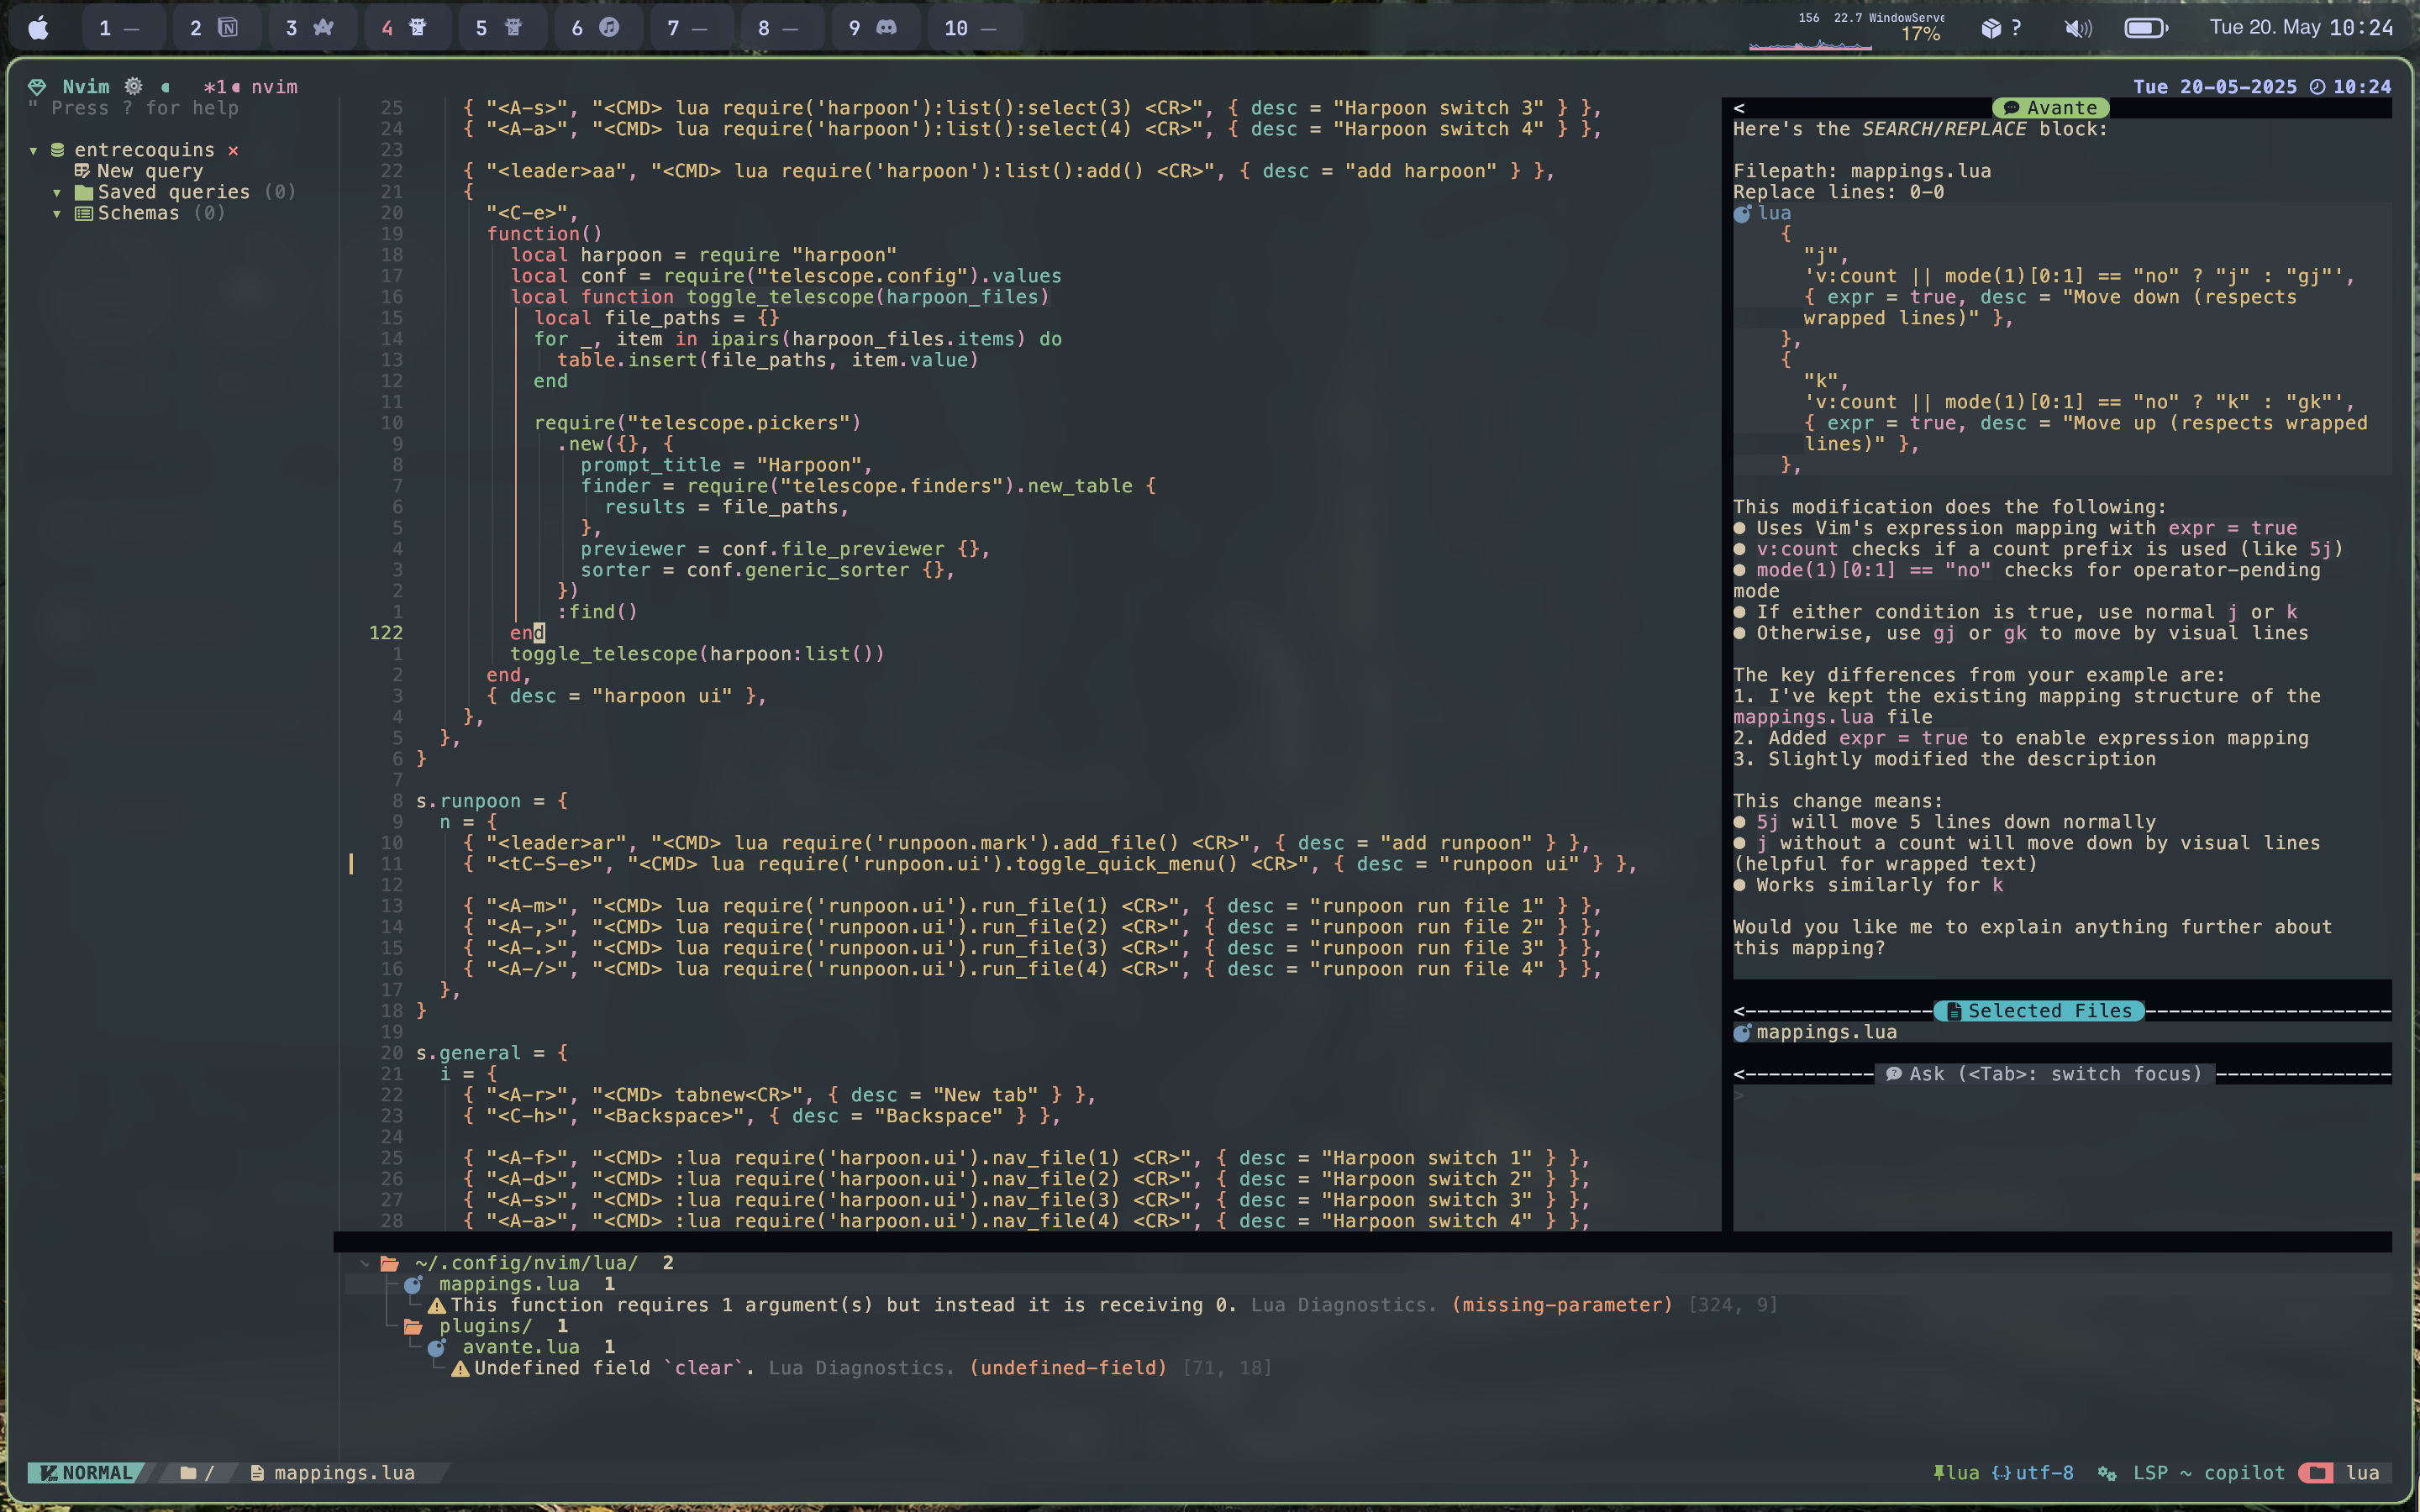 1 — 2 3 4 5 6 7 — 8 — 9 10 —
156 22.7 WindowServe
17%
?
Tue 20. May 10:24
Nvim *1 nvim
Tue 20-05-2025 10:24
" Press ? for help
entrecoquins ×
New query
Saved queries (0)
Schemas (0)
25 { "<A-s>", "<CMD> lua require('harpoon'):list():select(3) <CR>", { desc = "Harpoon switch 3" } },
24 { "<A-a>", "<CMD> lua require('harpoon'):list():select(4) <CR>", { desc = "Harpoon switch 4" } },
23
22 { "<leader>aa", "<CMD> lua require('harpoon'):list():add() <CR>", { desc = "add harpoon" } },
21 {
20 "<C-e>",
19 function()
18 local harpoon = require "harpoon"
17 local conf = require("telescope.config").values
16 local function toggle_telescope(harpoon_files)
15 local file_paths = {}
14 for _, item in ipairs(harpoon_files.items) do
13 table.insert(file_paths, item.value)
12 end
11
10 require("telescope.pickers")
9 .new({}, {
8 prompt_title = "Harpoon",
7 finder = require("telescope.finders").new_table {
6 results = file_paths,
5 },
4 previewer = conf.file_previewer {},
3 sorter = conf.generic_sorter {},
2 })
1 :find()
122 end
1 toggle_telescope(harpoon:list())
2 end,
3 { desc = "harpoon ui" },
4 },
5 },
6 }
7
8 s.runpoon = {
9 n = {
10 { "<leader>ar", "<CMD> lua require('runpoon.mark').add_file() <CR>", { desc = "add runpoon" } },
11 { "<tC-S-e>", "<CMD> lua require('runpoon.ui').toggle_quick_menu() <CR>", { desc = "runpoon ui" } },
12
13 { "<A-m>", "<CMD> lua require('runpoon.ui').run_file(1) <CR>", { desc = "runpoon run file 1" } },
14 { "<A-,>", "<CMD> lua require('runpoon.ui').run_file(2) <CR>", { desc = "runpoon run file 2" } },
15 { "<A-.>", "<CMD> lua require('runpoon.ui').run_file(3) <CR>", { desc = "runpoon run file 3" } },
16 { "<A-/>", "<CMD> lua require('runpoon.ui').run_file(4) <CR>", { desc = "runpoon run file 4" } },
17 },
18 }
19
20 s.general = {
21 i = {
22 { "<A-r>", "<CMD> tabnew<CR>", { desc = "New tab" } },
23 { "<C-h>", "<Backspace>", { desc = "Backspace" } },
24
25 { "<A-f>", "<CMD> :lua require('harpoon.ui').nav_file(1) <CR>", { desc = "Harpoon switch 1" } },
26 { "<A-d>", "<CMD> :lua require('harpoon.ui').nav_file(2) <CR>", { desc = "Harpoon switch 2" } },
27 { "<A-s>", "<CMD> :lua require('harpoon.ui').nav_file(3) <CR>", { desc = "Harpoon switch 3" } },
28 { "<A-a>", "<CMD> :lua require('harpoon.ui').nav_file(4) <CR>", { desc = "Harpoon switch 4" } },
< Avante
Here's the SEARCH/REPLACE block:
Filepath: mappings.lua
Replace lines: 0-0
lua
{
"j",
'v:count || mode(1)[0:1] == "no" ? "j" : "gj"',
{ expr = true, desc = "Move down (respects
wrapped lines)" },
},
{
"k",
'v:count || mode(1)[0:1] == "no" ? "k" : "gk"',
{ expr = true, desc = "Move up (respects wrapped
lines)" },
},
This modification does the following:
● Uses Vim's expression mapping with expr = true
● v:count checks if a count prefix is used (like 5j)
● mode(1)[0:1] == "no" checks for operator-pending
mode
● If either condition is true, use normal j or k
● Otherwise, use gj or gk to move by visual lines
The key differences from your example are:
1. I've kept the existing mapping structure of the
mappings.lua file
2. Added expr = true to enable expression mapping
3. Slightly modified the description
This change means:
● 5j will move 5 lines down normally
● j without a count will move down by visual lines
(helpful for wrapped text)
● Works similarly for k
Would you like me to explain anything further about
this mapping?
Selected Files
mappings.lua
Ask (<Tab>: switch focus)
>
~/.config/nvim/lua/ 2
mappings.lua 1
This function requires 1 argument(s) but instead it is receiving 0. Lua Diagnostics. (missing-parameter) [324, 9]
plugins/ 1
avante.lua 1
Undefined field `clear`. Lua Diagnostics. (undefined-field) [71, 18]
NORMAL / mappings.lua
lua utf-8 LSP ~ copilot lua